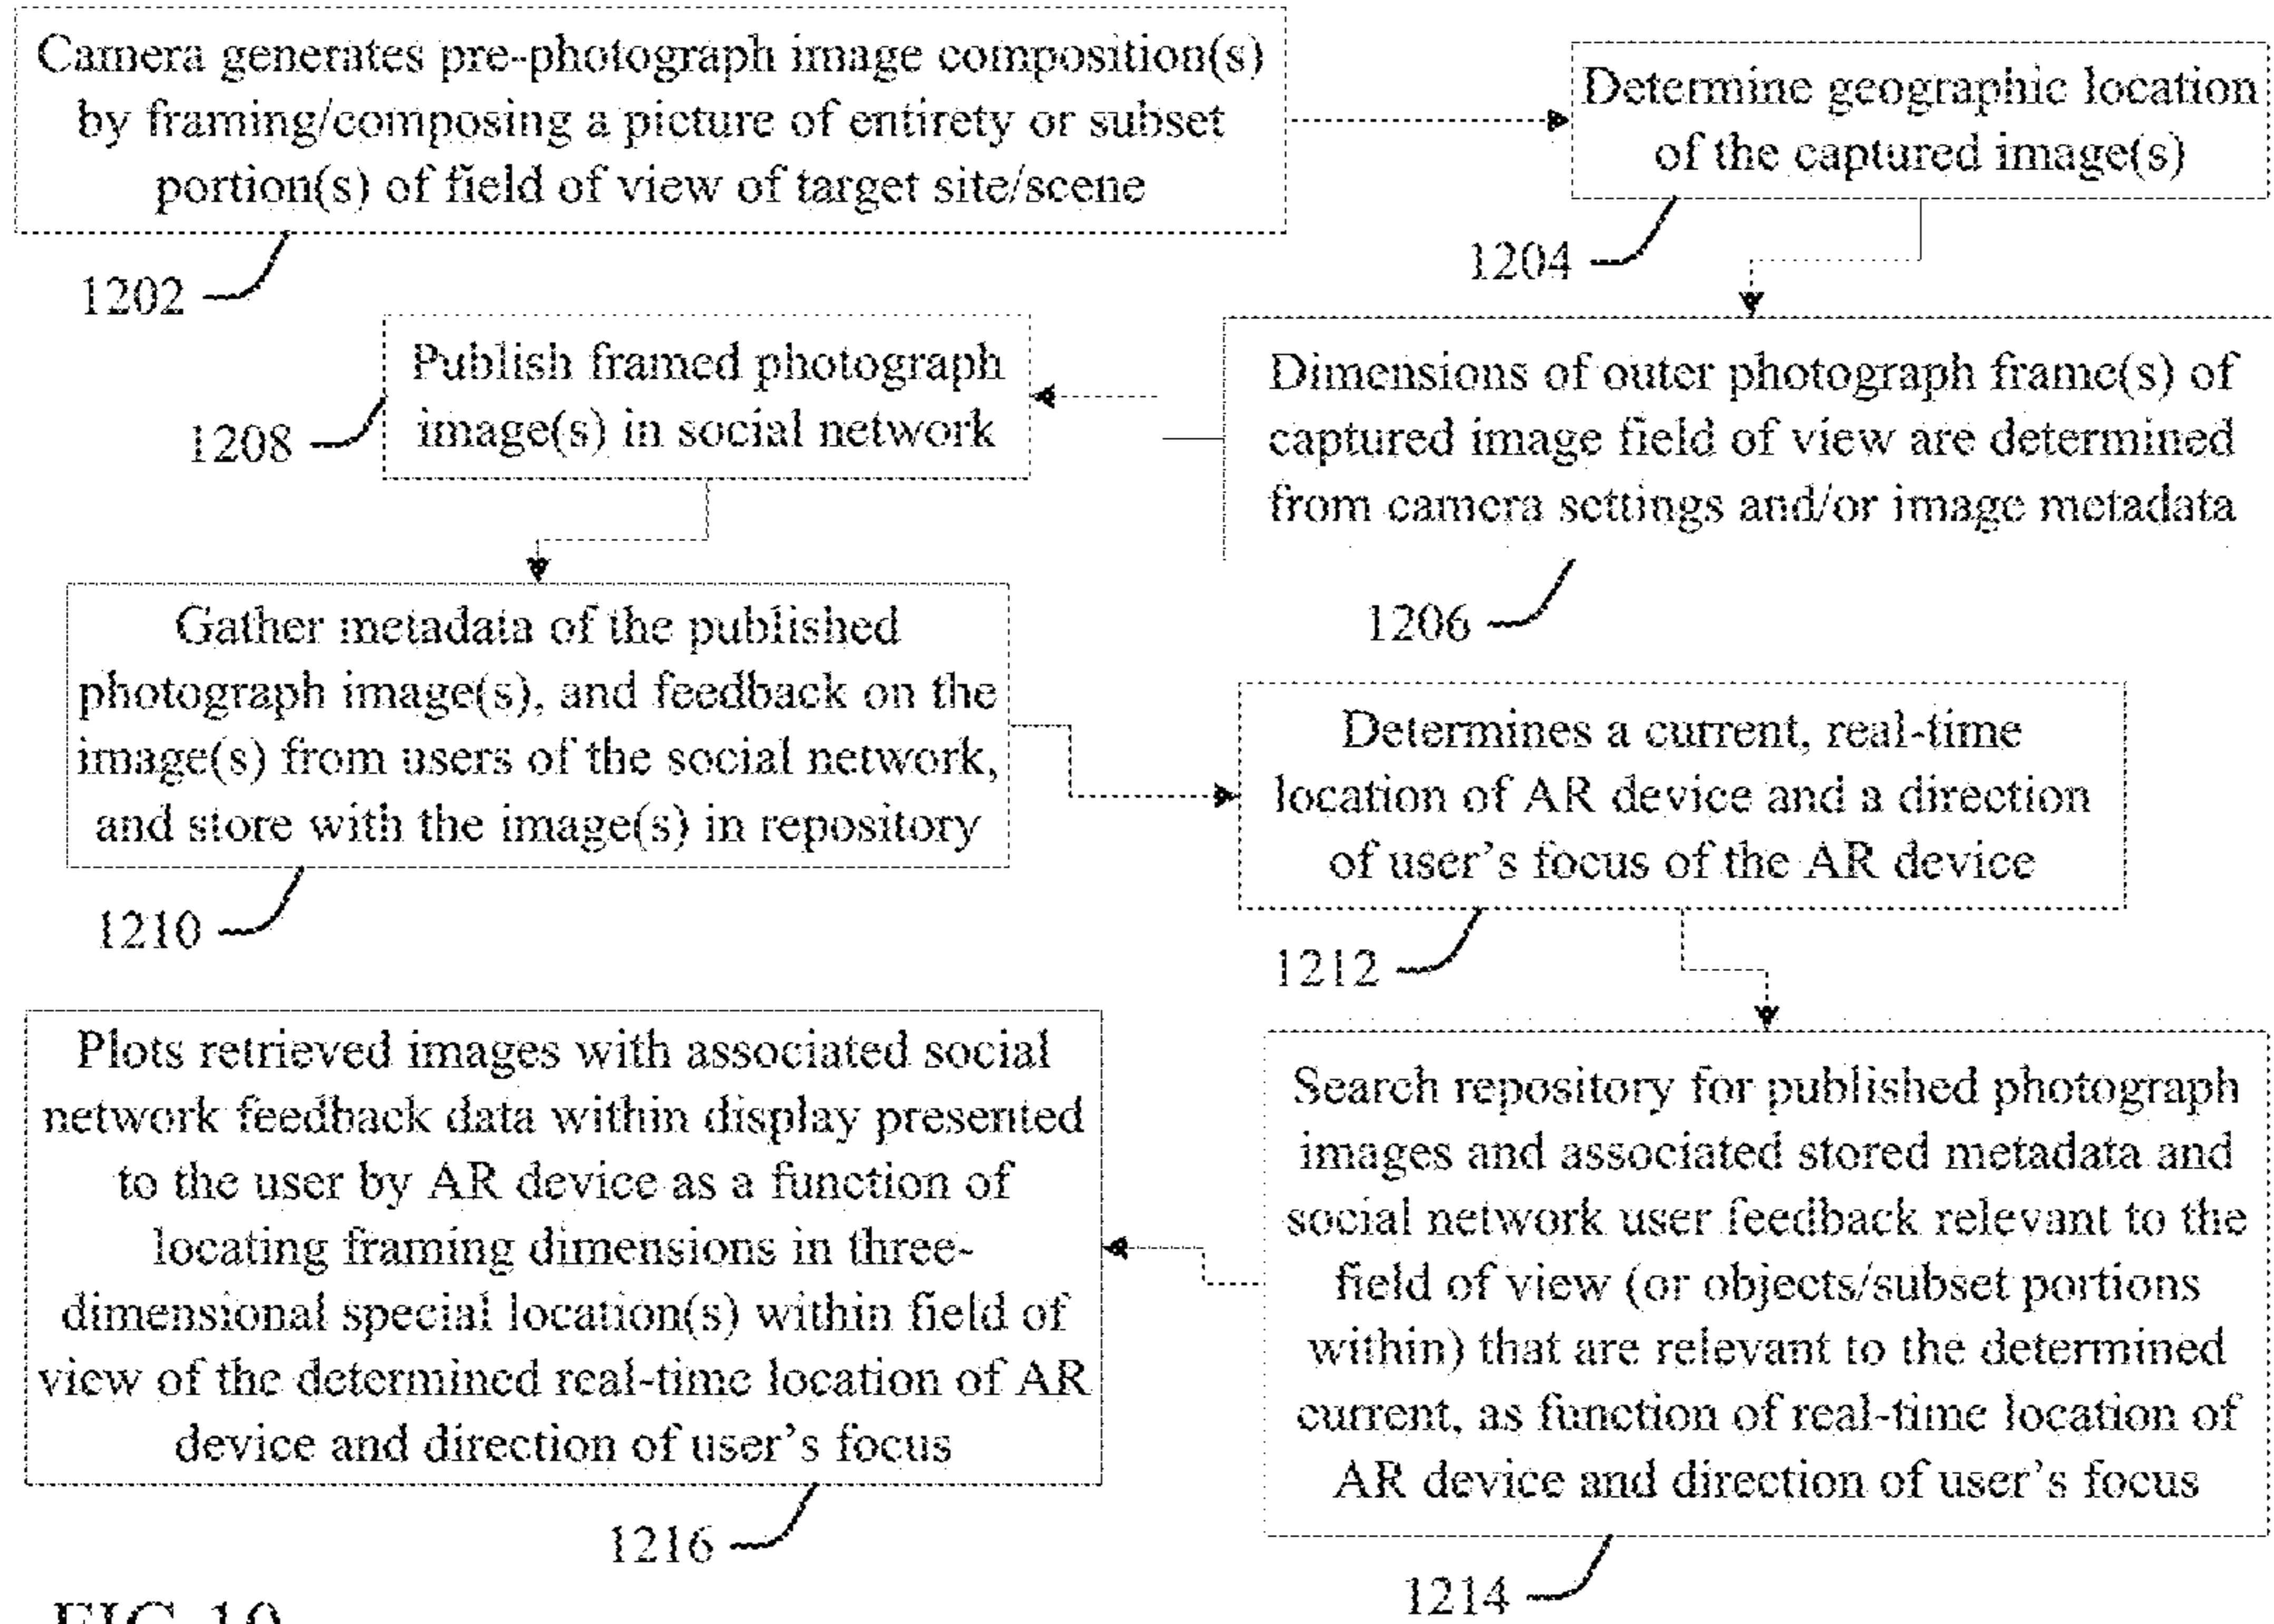 Camera generates pre-photograph image composition(s)
by framing/composing a picture of entirety or subset
portion(s) of field of view of target site/scene
1202
Determine geographic location
of the captured image(s)
1204
Dimensions of outer photograph frame(s) of
captured image field of view are determined
from camera settings and/or image metadata
1206
Publish framed photograph
image(s) in social network
1208
Gather metadata of the published
photograph image(s), and feedback on the
image(s) from users of the social network,
and store with the image(s) in repository
1210
Determines a current, real-time
location of AR device and a direction
of user's focus of the AR device
1212
Search repository for published photograph
images and associated stored metadata and
social network user feedback relevant to the
field of view (or objects/subset portions
within) that are relevant to the determined
current, as function of real-time location of
AR device and direction of user's focus
1214
Plots retrieved images with associated social
network feedback data within display presented
to the user by AR device as a function of
locating framing dimensions in three-
dimensional special location(s) within field of
view of the determined real-time location of AR
device and direction of user's focus
1216